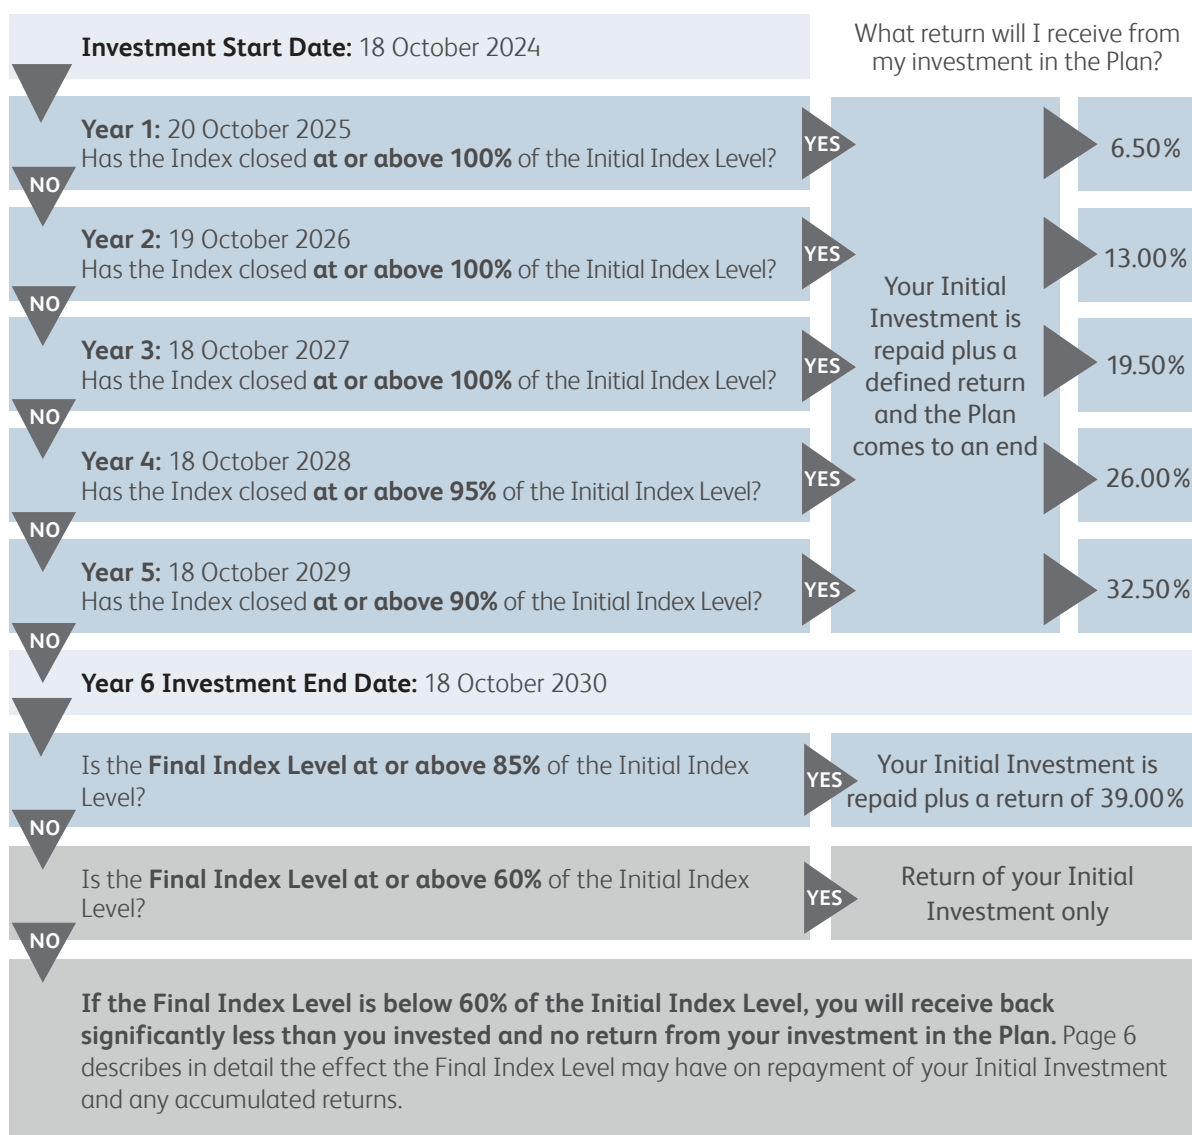 Investment Start Date: 18 October 2024
What return will I receive from
my investment in the Plan?
Year 1: 20 October 2025
Has the Index closed at or above 100% of the Initial Index Level?
YES
6.50%
NO
Year 2: 19 October 2026
Has the Index closed at or above 100% of the Initial Index Level?
YES
13.00%
NO
Year 3: 18 October 2027
Has the Index closed at or above 100% of the Initial Index Level?
YES
19.50%
NO
Year 4: 18 October 2028
Has the Index closed at or above 95% of the Initial Index Level?
YES
26.00%
NO
Year 5: 18 October 2029
Has the Index closed at or above 90% of the Initial Index Level?
YES
32.50%
NO
Your Initial
Investment is
repaid plus a
defined return
and the Plan
comes to an end
Year 6 Investment End Date: 18 October 2030
Is the Final Index Level at or above 85% of the Initial Index
Level?
YES
Your Initial Investment is
repaid plus a return of 39.00%
NO
Is the Final Index Level at or above 60% of the Initial Index
Level?
YES
Return of your Initial
Investment only
NO
If the Final Index Level is below 60% of the Initial Index Level, you will receive back
significantly less than you invested and no return from your investment in the Plan. Page 6
describes in detail the effect the Final Index Level may have on repayment of your Initial Investment
and any accumulated returns.